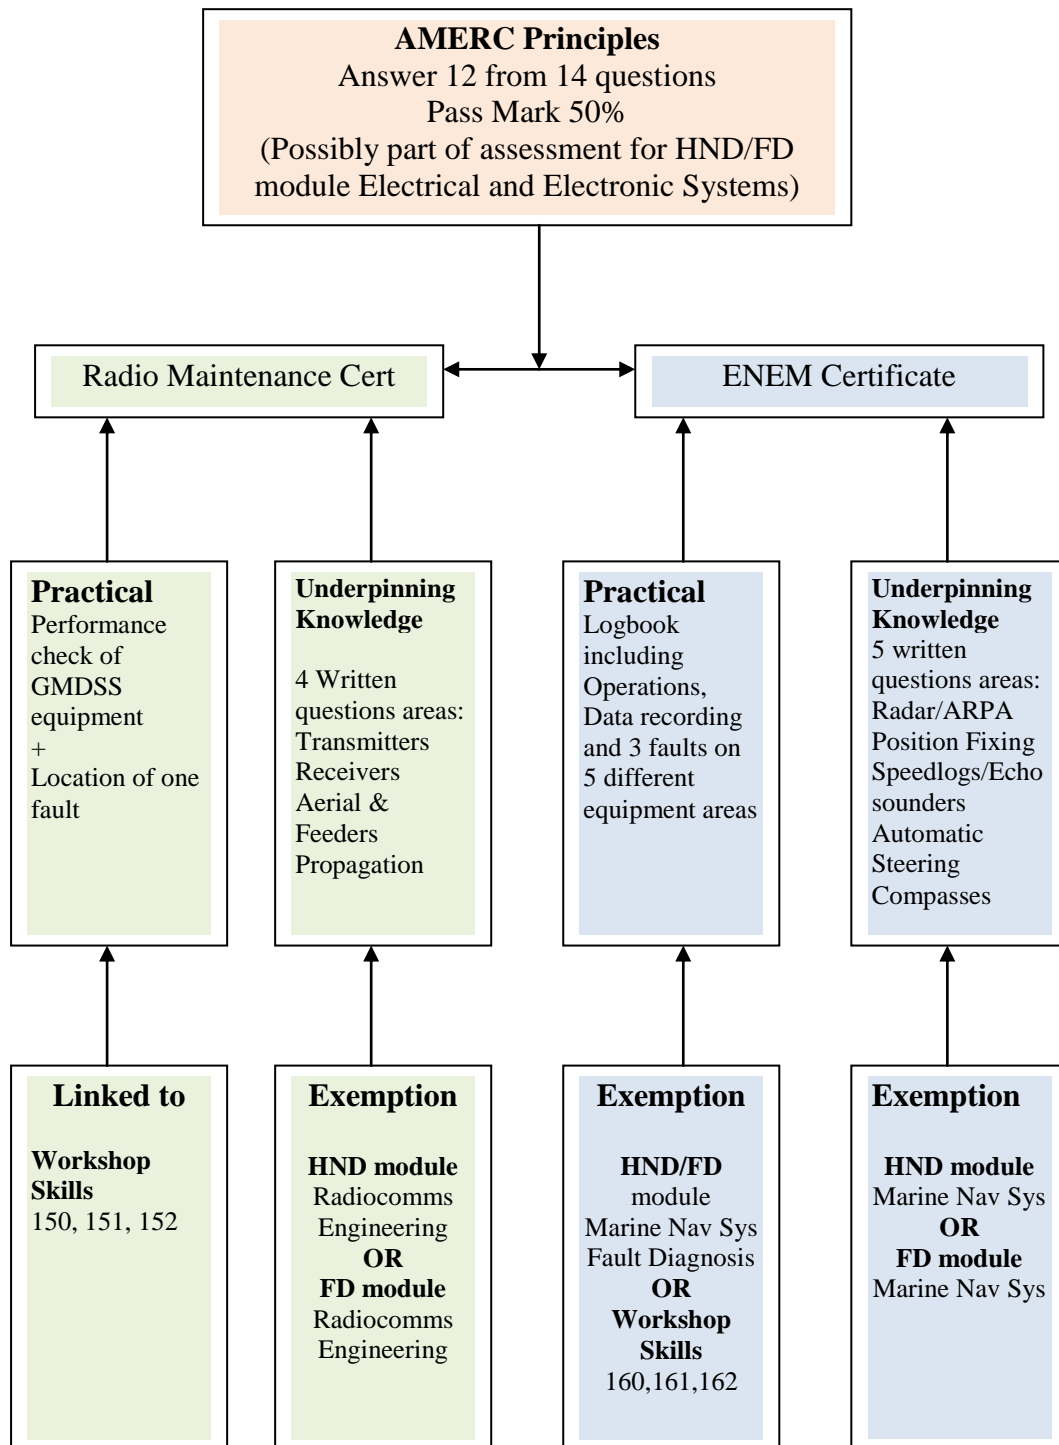 AMERC Principles
Answer 12 from 14 questions
Pass Mark 50%
(Possibly part of assessment for HND/FD
module Electrical and Electronic Systems)
Radio Maintenance Cert
ENEM Certificate
Practical
Performance
check of
GMDSS
equipment
+
Location of one
fault
Underpinning
Knowledge
4 Written
questions areas:
Transmitters
Receivers
Aerial &
Feeders
Propagation
Practical
Logbook
including
Operations,
Data recording
and 3 faults on
5 different
equipment areas
Underpinning
Knowledge
5 written
questions areas:
Radar/ARPA
Position Fixing
Speedlogs/Echo
sounders
Automatic
Steering
Compasses
Linked to
Workshop
Skills
150, 151, 152
Exemption
HND module
Radiocomms
Engineering
OR
FD module
Radiocomms
Engineering
Exemption
HND/FD
module
Marine Nav Sys
Fault Diagnosis
OR
Workshop
Skills
160,161,162
Exemption
HND module
Marine Nav Sys
OR
FD module
Marine Nav Sys